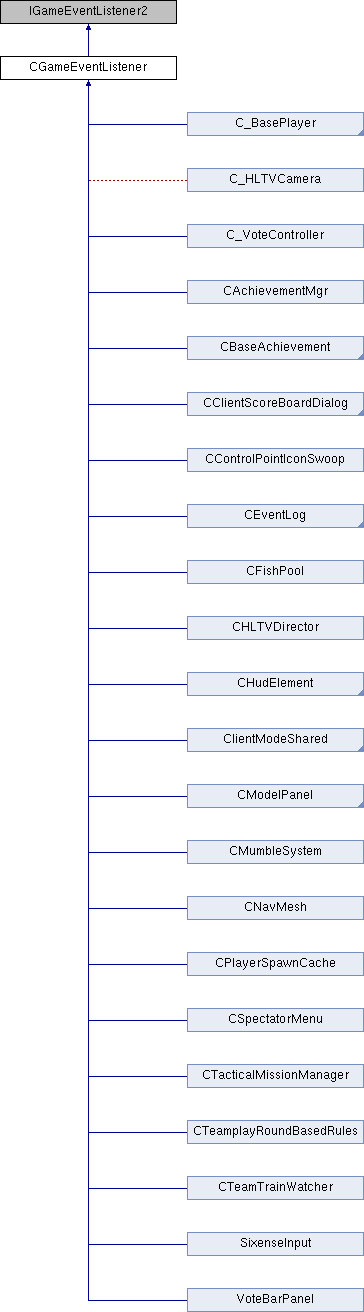 IGameEventListener2
CGameEventListener
C_BasePlayer
C_HLTVCamera
C_VoteController
CAchievementMgr
CBaseAchievement
CClientScoreBoardDialog
CControlPointIconSwoop
CEventLog
CFishPool
CHLTVDirector
CHudElement
ClientModeShared
CModelPanel
CMumbleSystem
CNavMesh
CPlayerSpawnCache
CSpectatorMenu
CTacticalMissionManager
CTeamplayRoundBasedRules
CTeamTrainWatcher
SixenseInput
VoteBarPanel